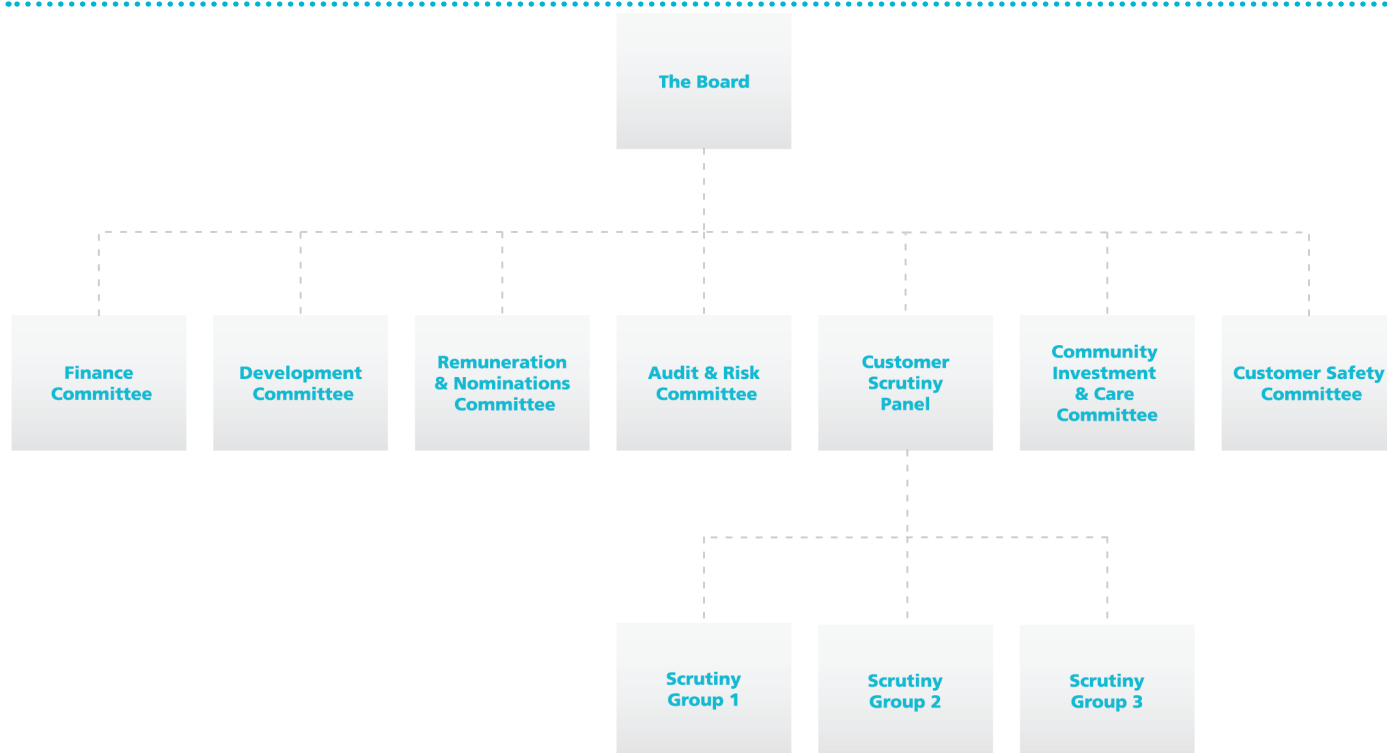 The Board
Finance
Committee
Development
Committee
Remuneration
& Nominations
Committee
Audit & Risk
Committee
Customer
Scrutiny
Panel
Community
Investment
& Care
Committee
Customer Safety
Committee
Scrutiny
Group 1
Scrutiny
Group 2
Scrutiny
Group 3